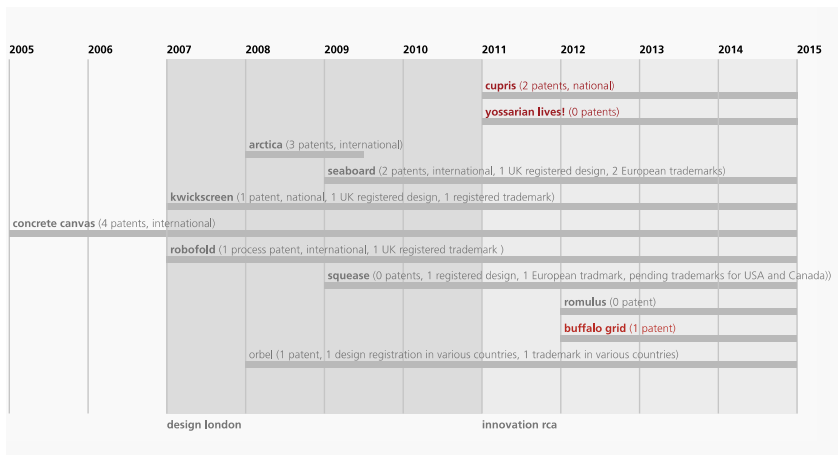 2005 2006 2007 2008 2009 2010 2011 2012 2013 2014 2015
cupris (2 patents, national)
yossarian lives! (0 patents)
arctica (3 patents, international)
seaboard (2 patents, international, 1 UK registered design, 2 European trademarks)
kwickscreen (1 patent, national, 1 UK registered design, 1 registered trademark)
concrete canvas (4 patents, international)
robofold (1 process patent, international, 1 UK registered trademark )
squease (0 patents, 1 registered design, 1 European tradmark, pending trademarks for USA and Canada))
romulus (0 patent)
buffalo grid (1 patent)
orbel (1 patent, 1 design registration in various countries, 1 trademark in various countries)
design london innovation rca